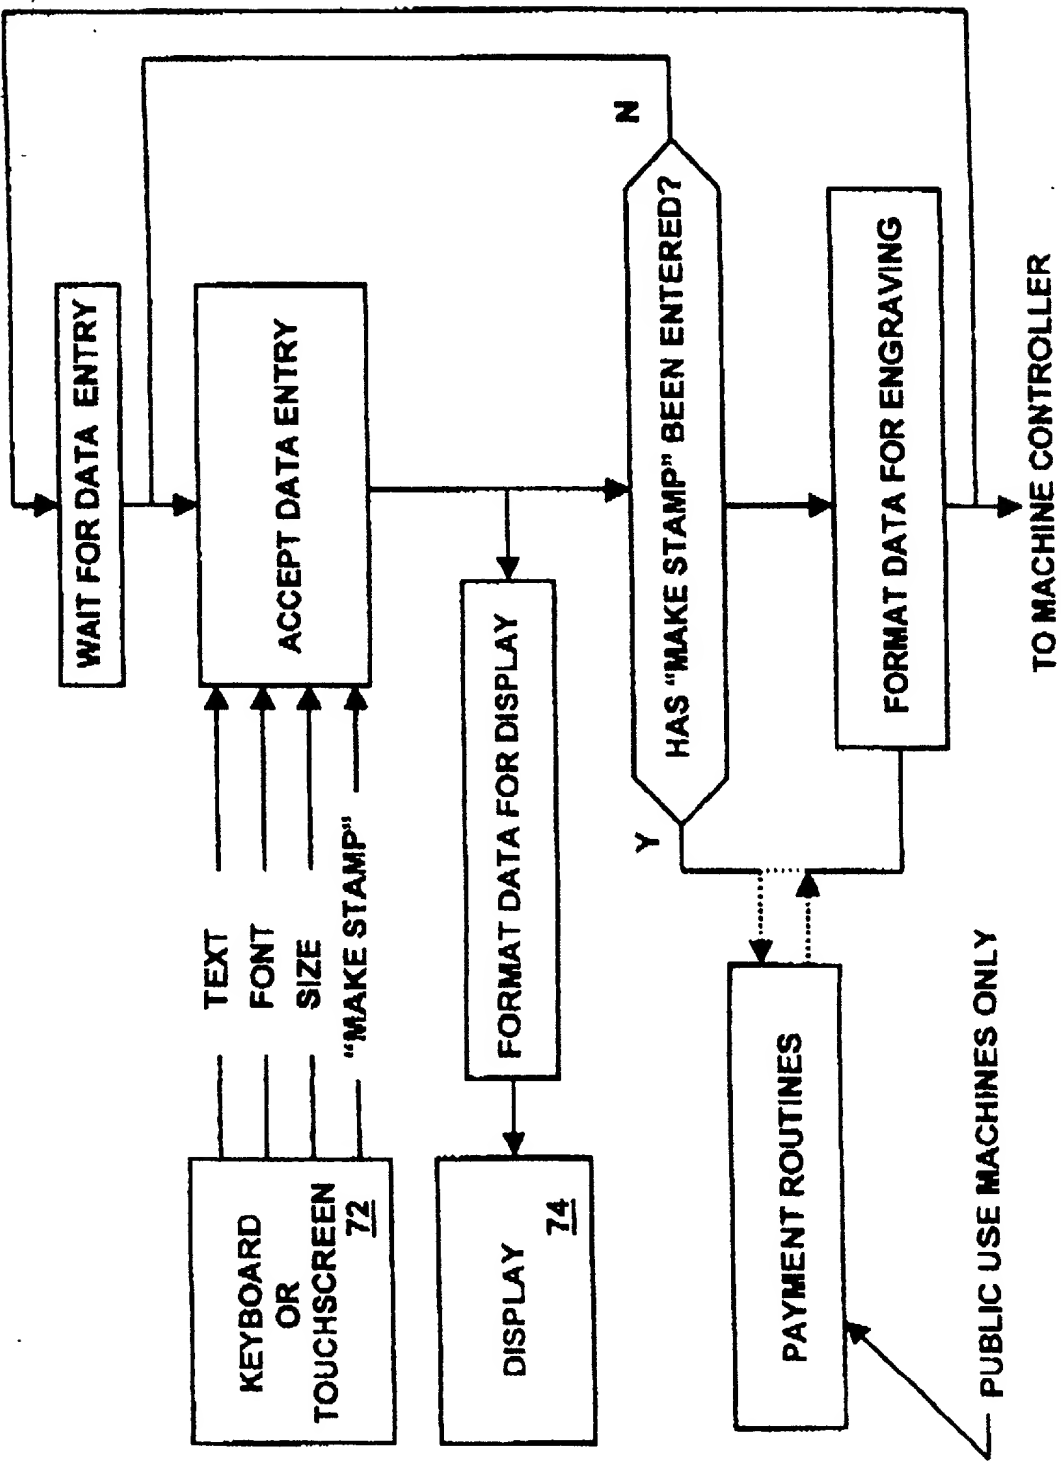 WAIT FOR DATA ENTRY
KEYBOARD
OR
TOUCHSCREEN
72
TEXT
FONT
SIZE
“MAKE STAMP”
ACCEPT DATA ENTRY
DISPLAY
74
FORMAT DATA FOR DISPLAY
Y
HAS “MAKE STAMP” BEEN ENTERED?
N
PAYMENT ROUTINES
FORMAT DATA FOR ENGRAVING
PUBLIC USE MACHINES ONLY
TO MACHINE CONTROLLER